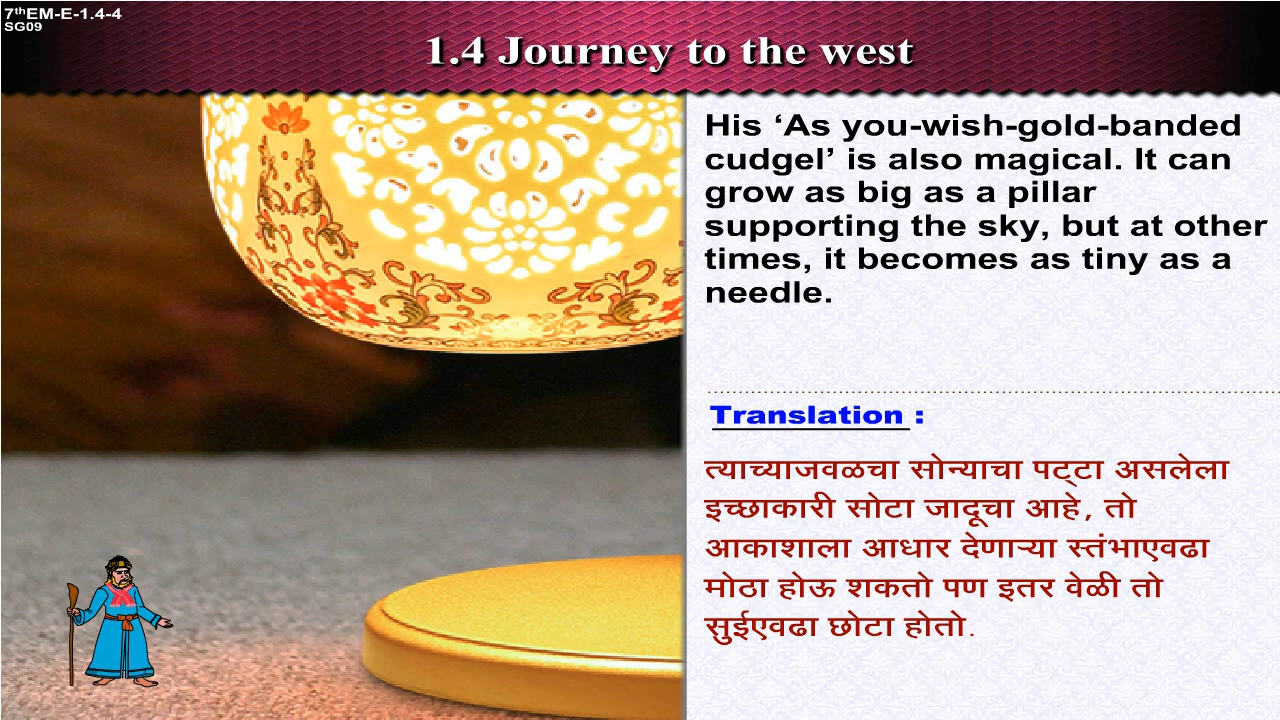 7thEM-E-1.4-4
SG09
1.4 Journey to the west
His ‘As you-wish-gold-banded
cudgel’ is also magical. It can
grow as big as a pillar
supporting the sky, but at other
times, it becomes as tiny as a
needle.
Translation :
त्याच्याजवळचा सोन्याचा पट्टा असलेला
इच्छाकारी सोटा जादूचा आहे, तो
आकाशाला आधार देणाऱ्या स्तंभाएवढा
मोठा होऊ शकतो पण इतर वेळी तो
सुईएवढा छोटा होतो.